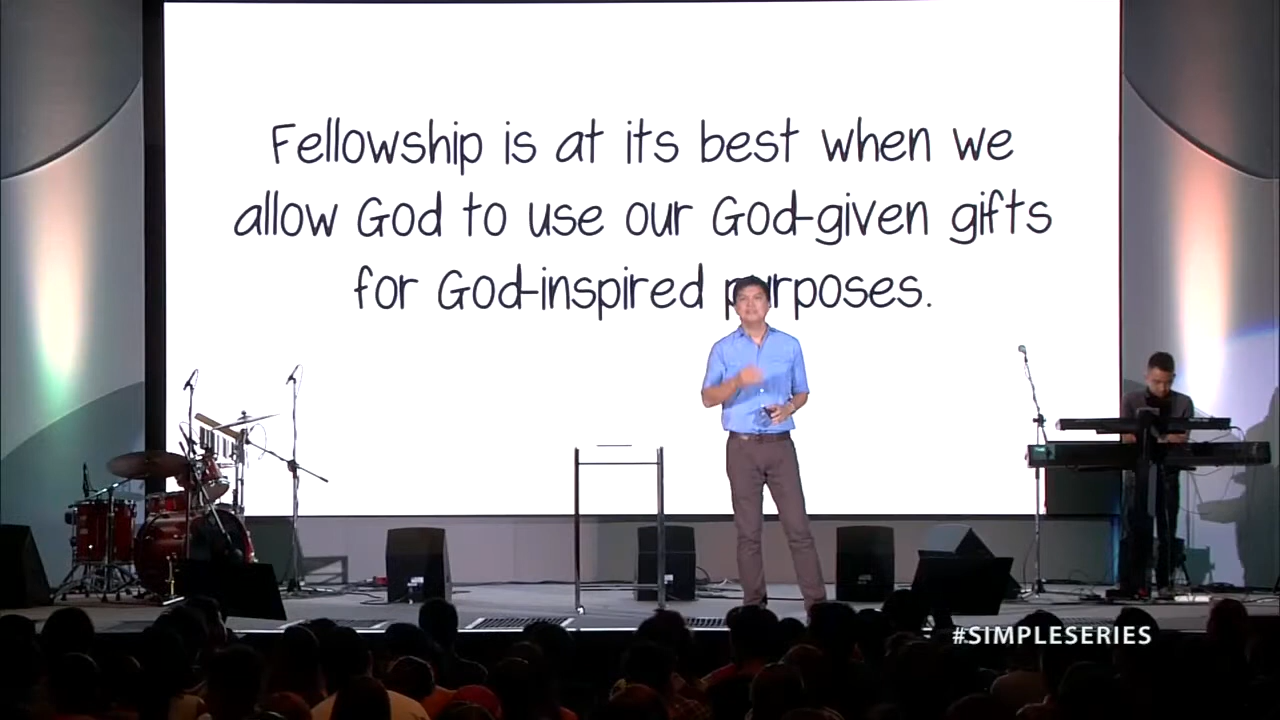 Fellowship is at its best when we
allow God to use our God-given gifts
for God-inspired purposes.
#SIMPLESERIES